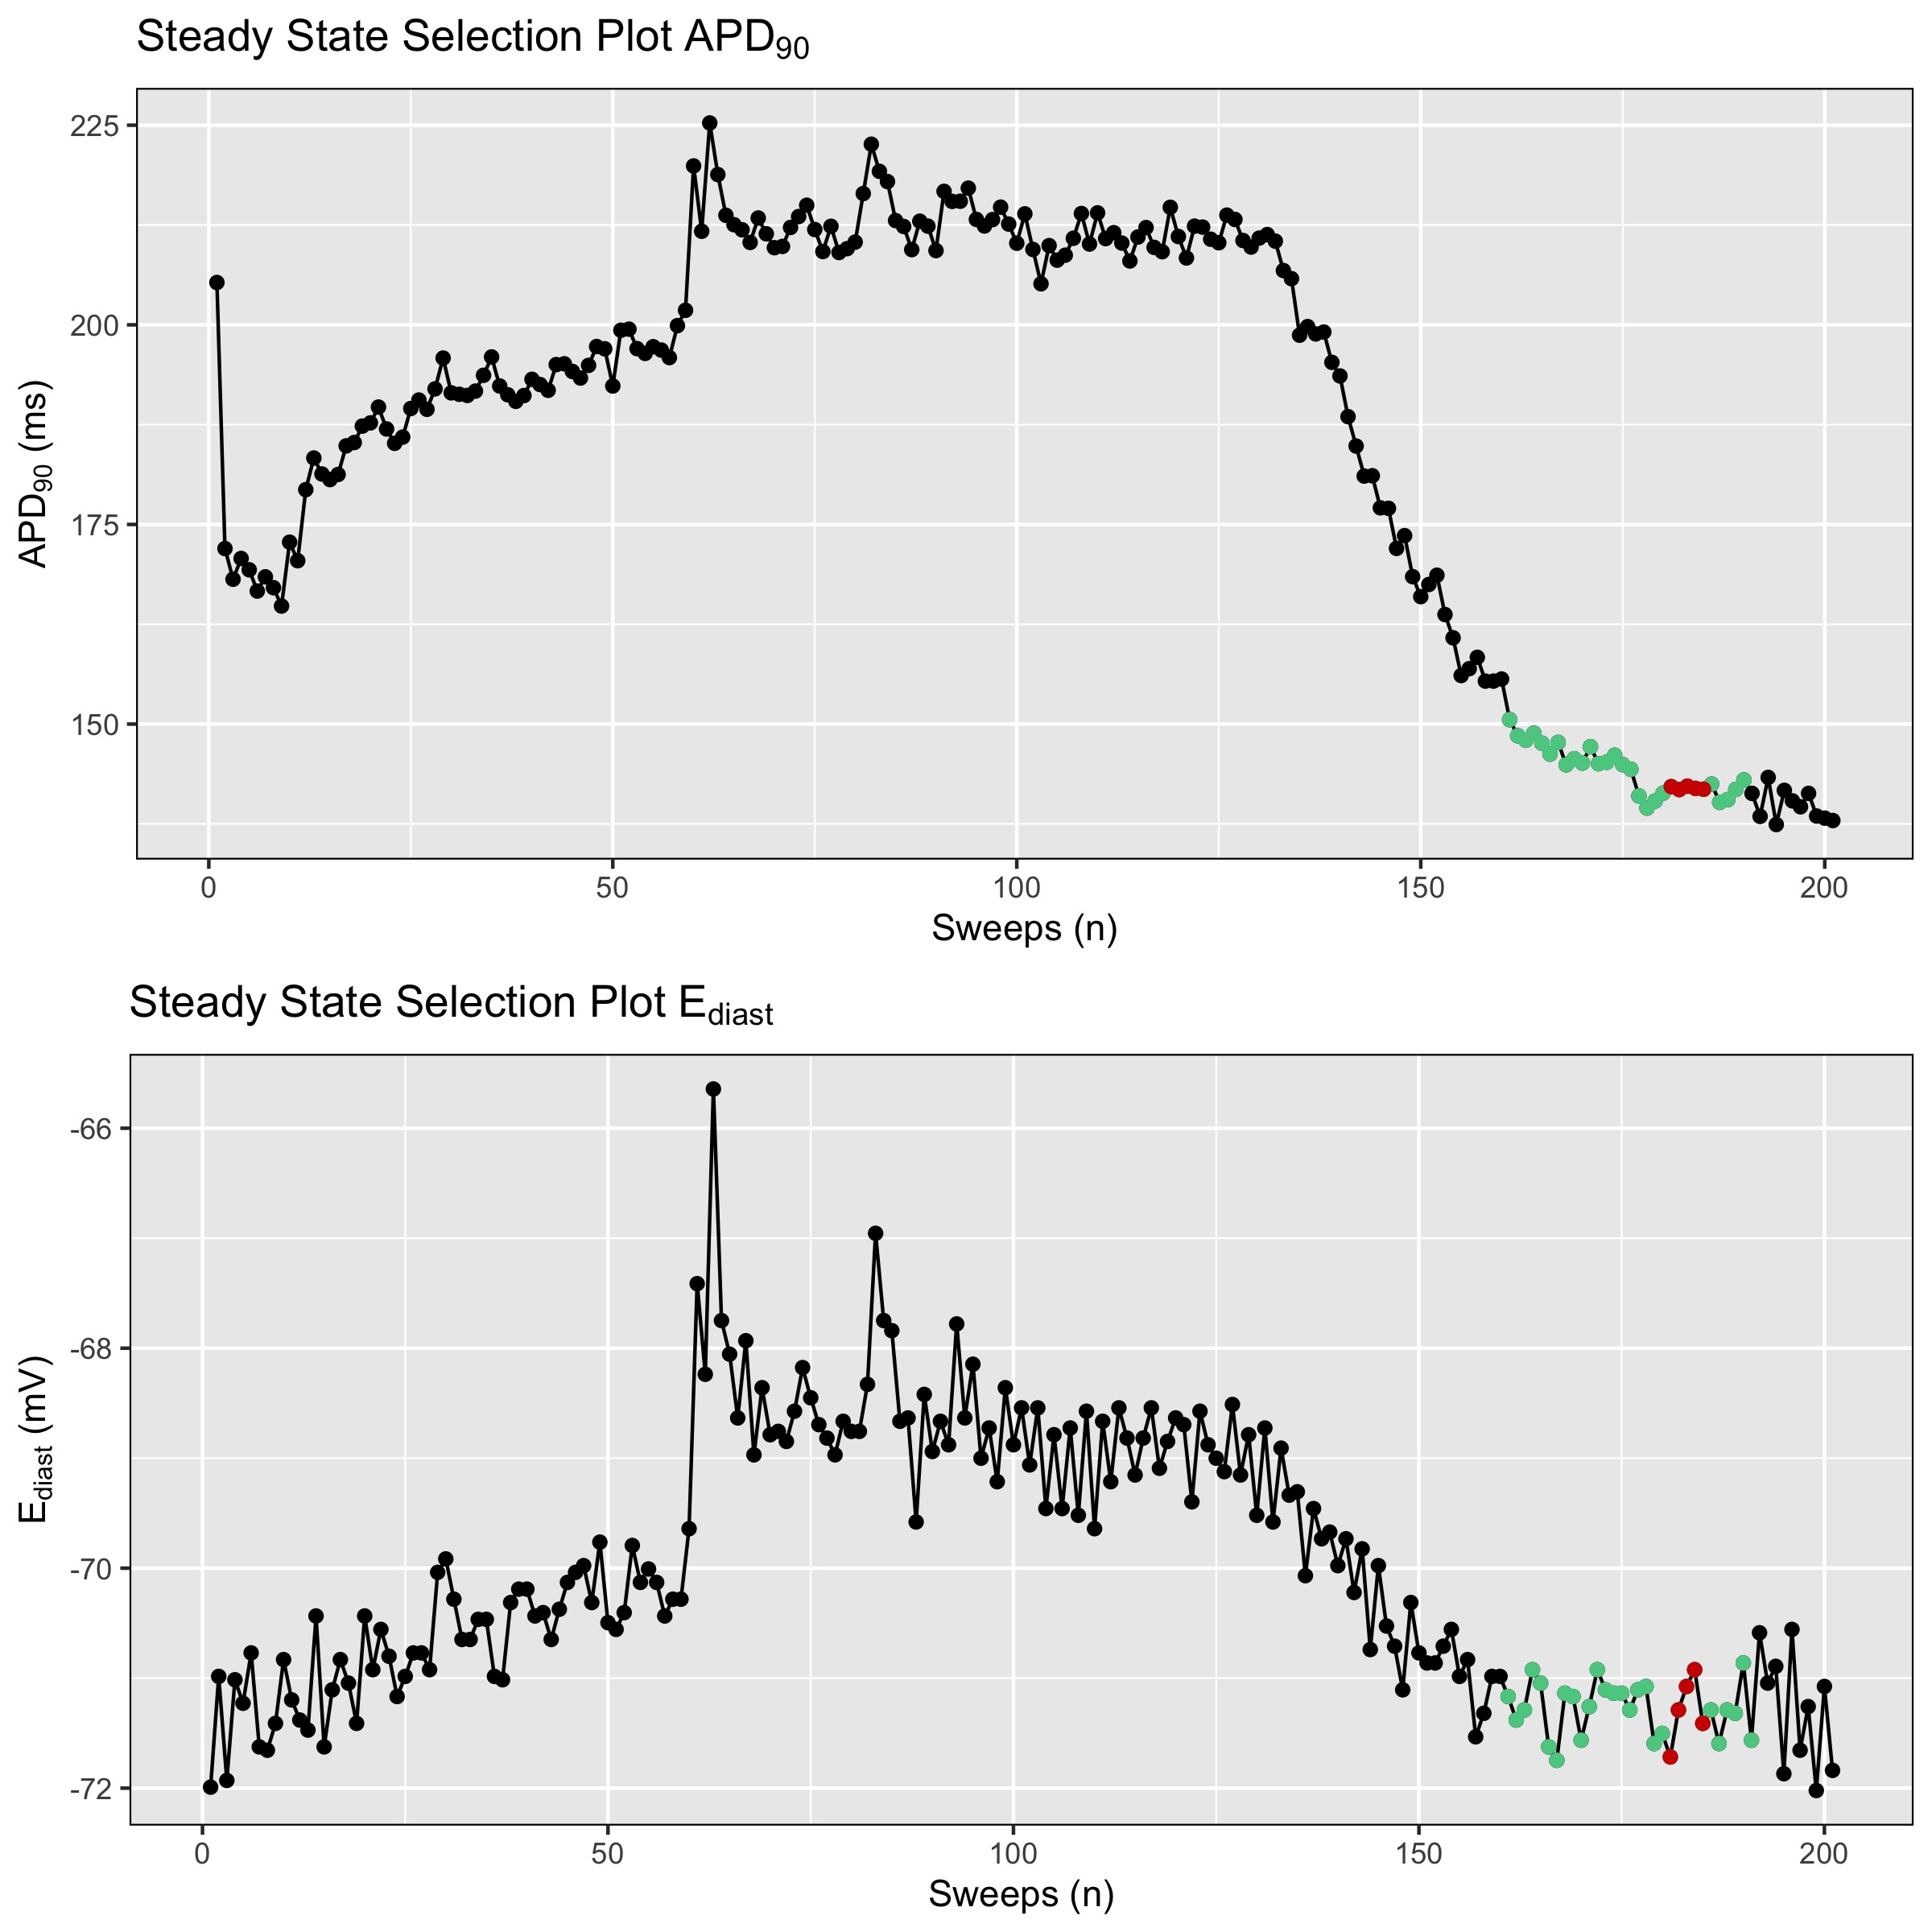 Steady State Selection Plot APD90
225
200
175
150
APD90 (ms)
0 50 100 150 200
Sweeps (n)
Steady State Selection Plot Ediast
-66
-68
-70
-72
Ediast (mV)
0 50 100 150 200
Sweeps (n)